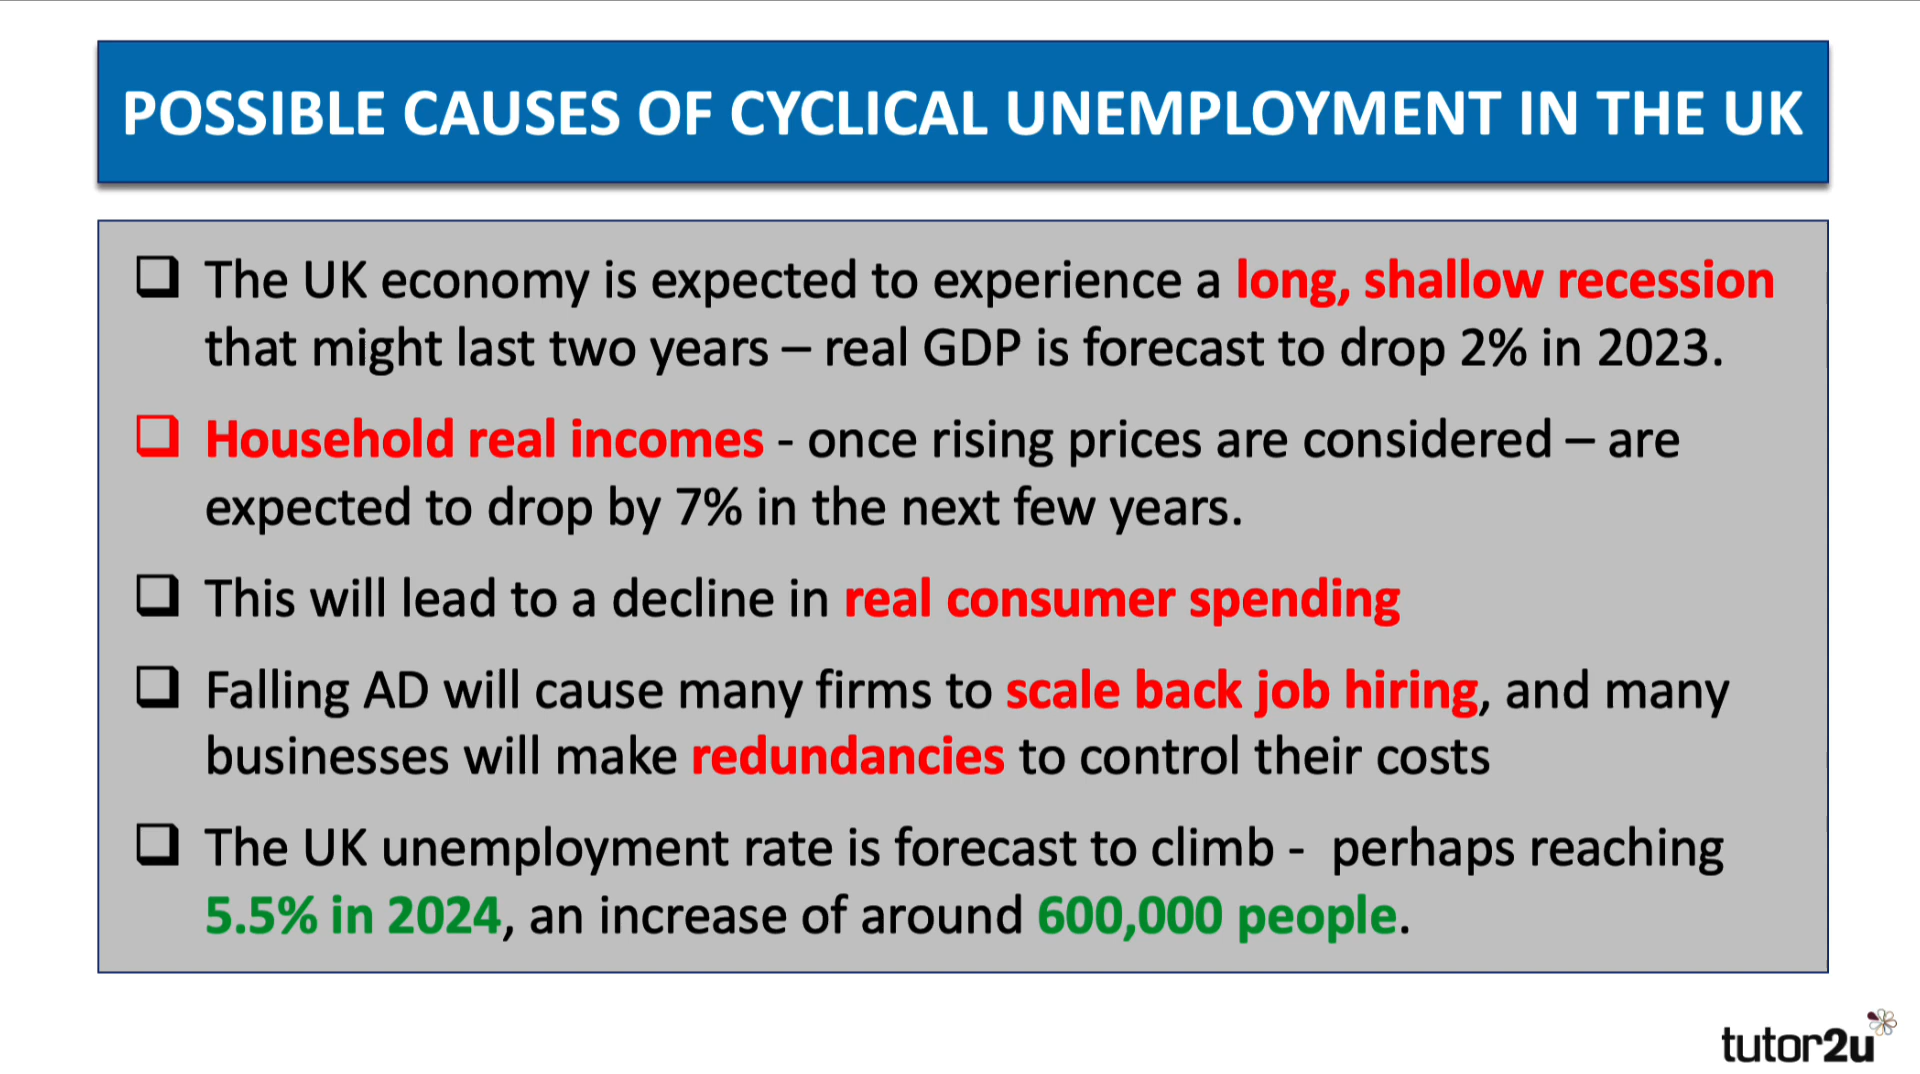 POSSIBLE CAUSES OF CYCLICAL UNEMPLOYMENT IN THE UK
The UK economy is expected to experience a long, shallow recession
that might last two years – real GDP is forecast to drop 2% in 2023.
Household real incomes - once rising prices are considered – are
expected to drop by 7% in the next few years.
This will lead to a decline in real consumer spending
Falling AD will cause many firms to scale back job hiring, and many
businesses will make redundancies to control their costs
The UK unemployment rate is forecast to climb -  perhaps reaching
5.5% in 2024, an increase of around 600,000 people.
tutor2u